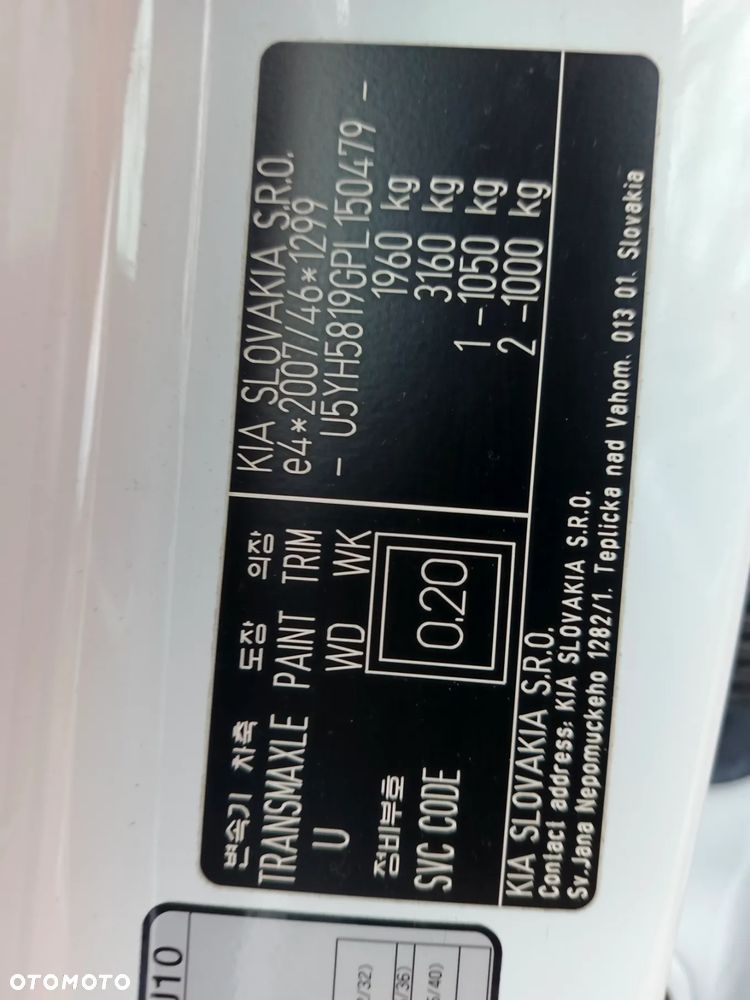 KIA SLOVAKIA S.R.O.
e4*2007/46*1299
- U5YH5819GPL150479 -
1960 kg
3160 kg
1 -1050 kg
2 -1000 kg
변속기 차축 도장 의장
TRANSMAXLE PAINT TRIM
U WD WK
정비부호
SVC CODE
0.20
KIA SLOVAKIA S.R.O.
Contact address: KIA SLOVAKIA S.R.O.
Sv.Jana Nepomuckeho 1282/1. Teplicka nad Vahom. 013 01. Slovakia
/32)
/36)
/40)
OTOMOTO